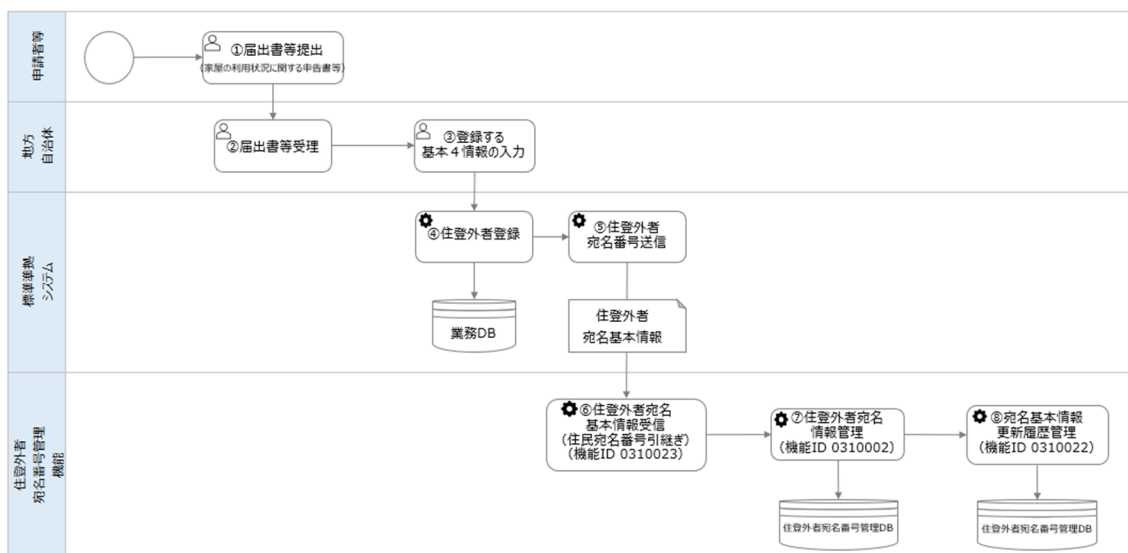 申請者等
①届出書等提出
(家屋の利用状況に関する申告書等)
地方
自治体
②届出書等受理
③登録する
基本４情報の入力
標準準拠
システム
④住登外者登録
⑤住登外者
宛名番号送信
業務DB
住登外者
宛名基本情報
住登外者
宛名番号管理
機能
⑥住登外者宛名
基本情報受信
(住民宛名番号引継ぎ)
(機能ID 0310023)
⑦住登外者宛名
情報管理
(機能ID 0310002)
⑧宛名基本情報
更新履歴管理
(機能ID 0310022)
住登外者宛名番号管理DB
住登外者宛名番号管理DB